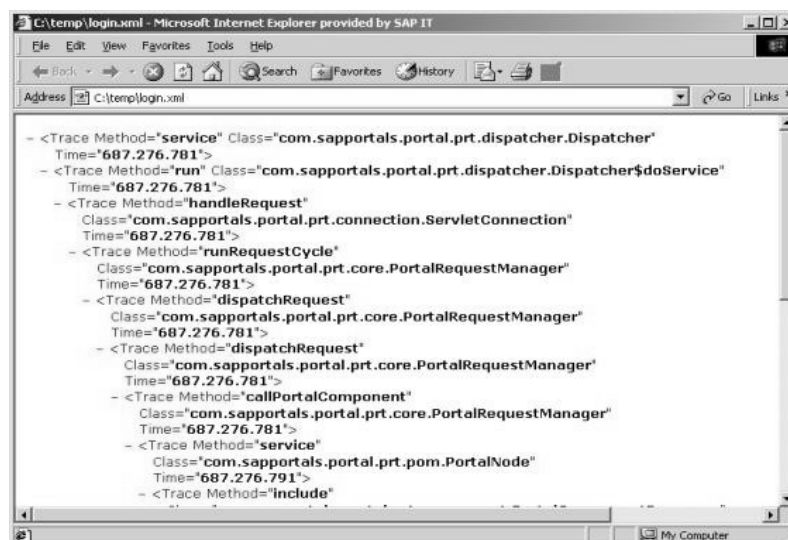 C:\temp\login.xml - Microsoft Internet Explorer provided by SAP IT
File Edit View Favorites Tools Help
Back Search Favorites History
Address C:\temp\login.xml Go Links
- <Trace Method="service" Class="com.sapportals.portal.prt.dispatcher.Dispatcher"
Time="687.276.781">
- <Trace Method="run" Class="com.sapportals.portal.prt.dispatcher.Dispatcher$doService"
Time="687.276.781">
- <Trace Method="handleRequest"
Class="com.sapportals.portal.prt.connection.ServletConnection"
Time="687.276.781">
- <Trace Method="runRequestCycle"
Class="com.sapportals.portal.prt.core.PortalRequestManager"
Time="687.276.781">
- <Trace Method="dispatchRequest"
Class="com.sapportals.portal.prt.core.PortalRequestManager"
Time="687.276.781">
- <Trace Method="dispatchRequest"
Class="com.sapportals.portal.prt.core.PortalRequestManager"
Time="687.276.781">
- <Trace Method="callPortalComponent"
Class="com.sapportals.portal.prt.core.PortalRequestManager"
Time="687.276.781">
- <Trace Method="service"
Class="com.sapportals.portal.prt.pom.PortalNode"
Time="687.276.791">
- <Trace Method="include"
My Computer